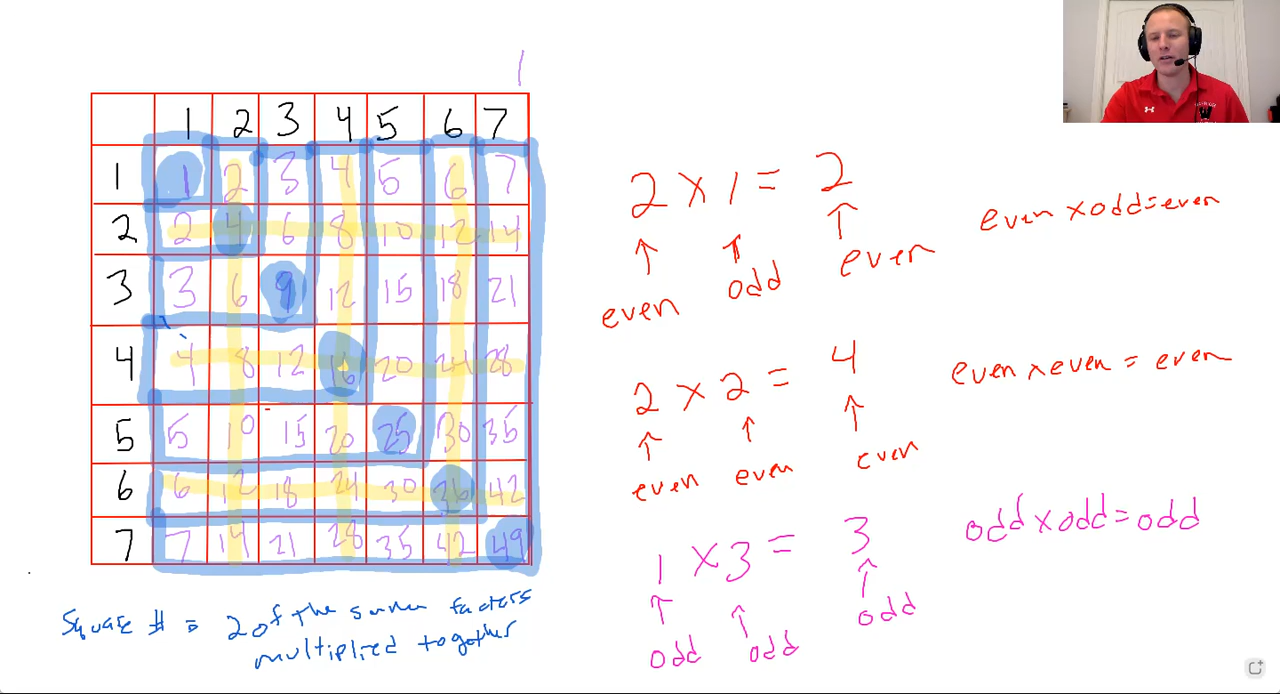 1
1 2 3 4 5 6 7
1 1 2 3 4 5 6 7
2 2 4 6 8 10 12 14
3 3 6 9 12 15 18 21
4 4 8 12 16 20 24 28
5 5 10 15 20 25 30 35
6 6 12 18 24 30 36 42
7 7 14 21 28 35 42 49
Square # = 2 of the same factors
multiplied together
2 x 1 = 2
even odd even
even x odd = even
2 x 2 = 4
even even even
even x even = even
1 x 3 = 3
odd odd odd
odd x odd = odd